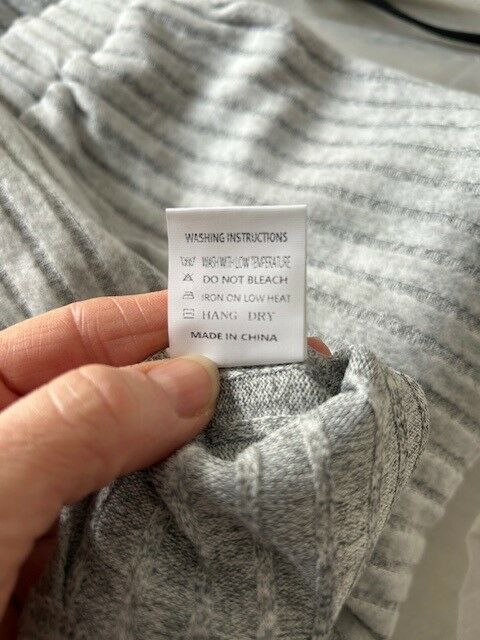 WASHING INSTRUCTIONS
WASH WITH LOW TEMPERATURE
DO NOT BLEACH
IRON ON LOW HEAT
HANG DRY
MADE IN CHINA